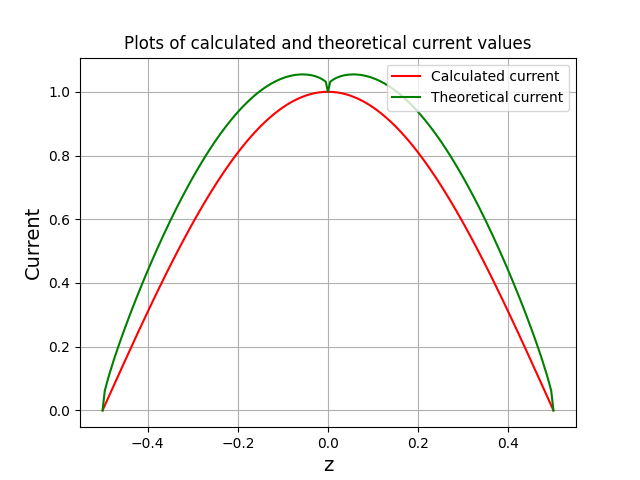 Plots of calculated and theoretical current values
Calculated current
Theoretical current
Current
1.0
0.8
0.6
0.4
0.2
0.0
−0.4
−0.2
0.0
0.2
0.4
z